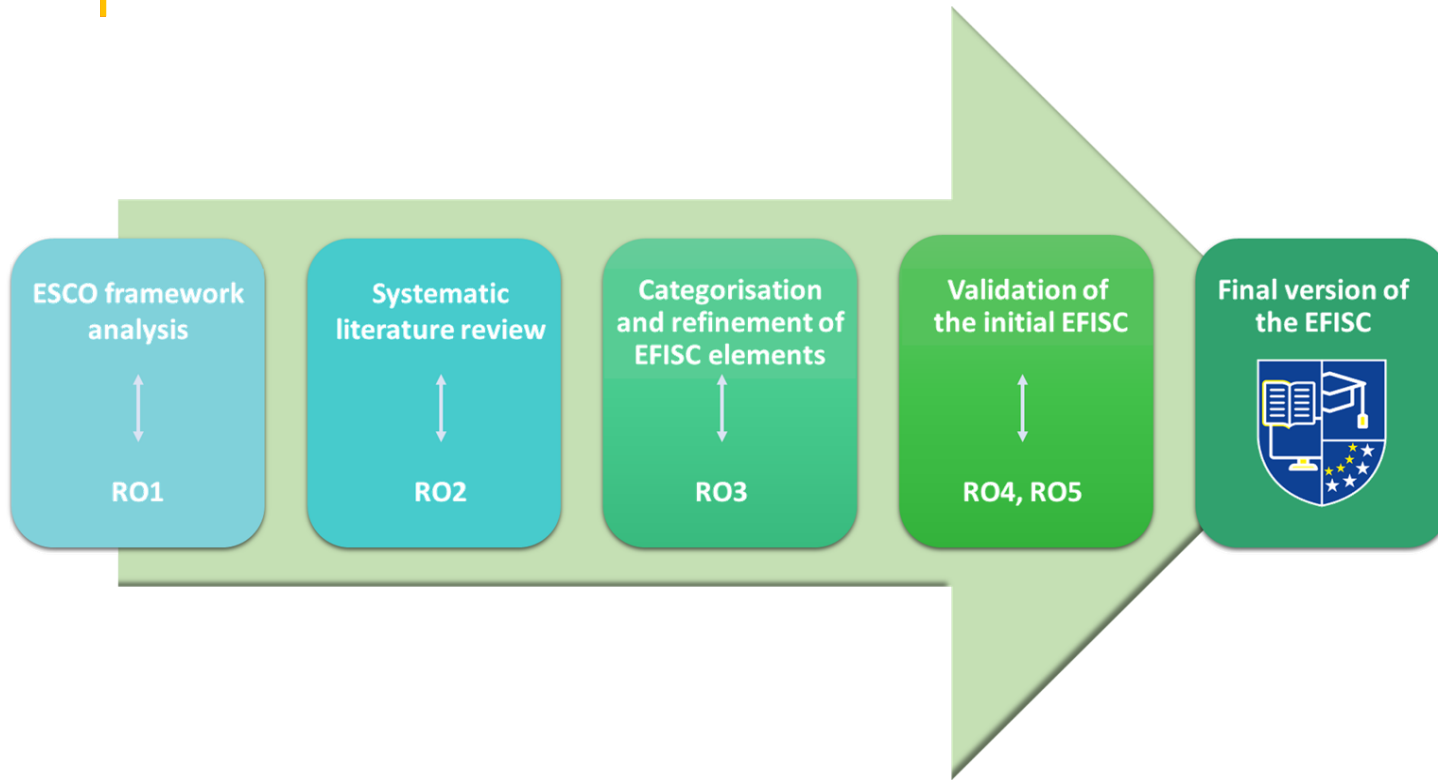 ESCO framework
analysis
RO1
Systematic
literature review
RO2
Categorisation
and refinement of
EFISC elements
RO3
Validation of
the initial EFISC
RO4, RO5
Final version of
the EFISC